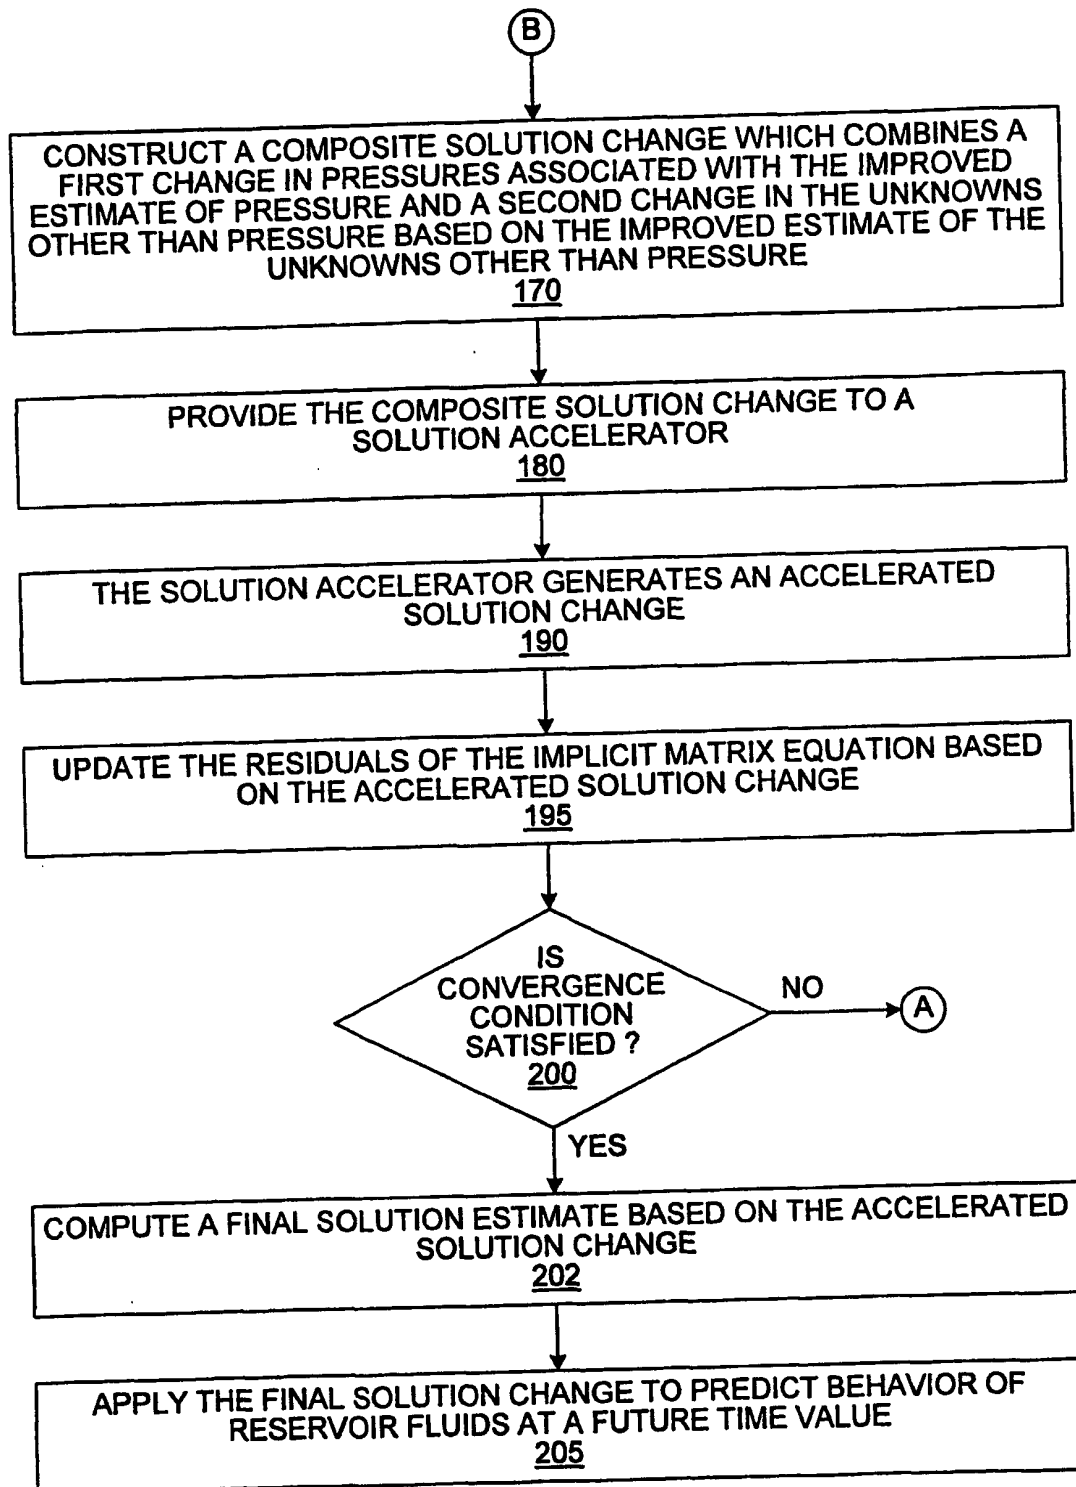 B
CONSTRUCT A COMPOSITE SOLUTION CHANGE WHICH COMBINES A
FIRST CHANGE IN PRESSURES ASSOCIATED WITH THE IMPROVED
ESTIMATE OF PRESSURE AND A SECOND CHANGE IN THE UNKNOWNS
OTHER THAN PRESSURE BASED ON THE IMPROVED ESTIMATE OF THE
UNKNOWNS OTHER THAN PRESSURE
170
PROVIDE THE COMPOSITE SOLUTION CHANGE TO A
SOLUTION ACCELERATOR
180
THE SOLUTION ACCELERATOR GENERATES AN ACCELERATED
SOLUTION CHANGE
190
UPDATE THE RESIDUALS OF THE IMPLICIT MATRIX EQUATION BASED
ON THE ACCELERATED SOLUTION CHANGE
195
IS
CONVERGENCE
CONDITION
SATISFIED ?
200
NO
A
YES
COMPUTE A FINAL SOLUTION ESTIMATE BASED ON THE ACCELERATED
SOLUTION CHANGE
202
APPLY THE FINAL SOLUTION CHANGE TO PREDICT BEHAVIOR OF
RESERVOIR FLUIDS AT A FUTURE TIME VALUE
205